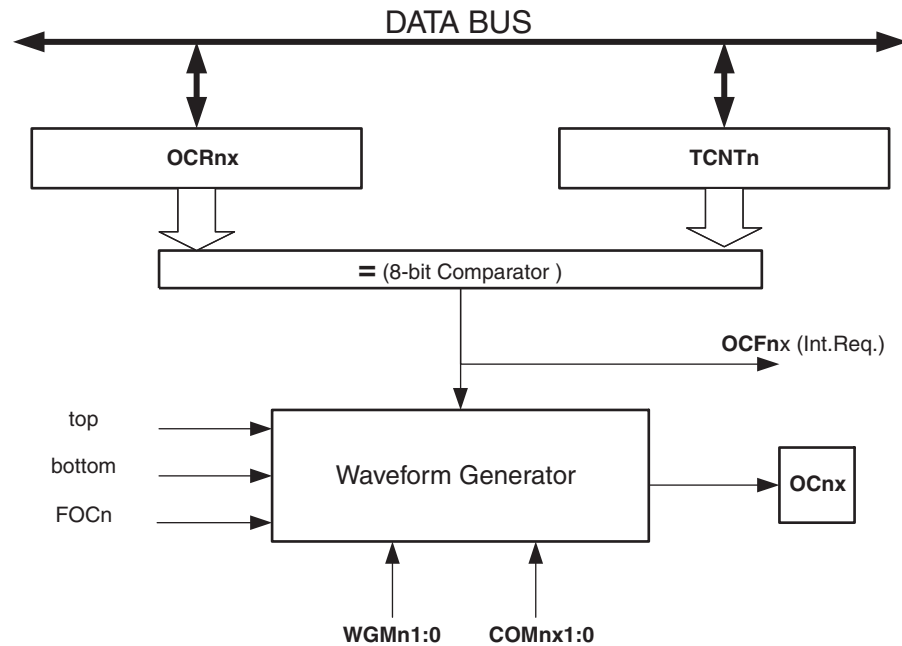 DATA BUS
OCRnx
TCNTn
= (8-bit Comparator )
OCFnx (Int.Req.)
top
bottom
FOCn
Waveform Generator
OCnx
WGMn1:0
COMnx1:0